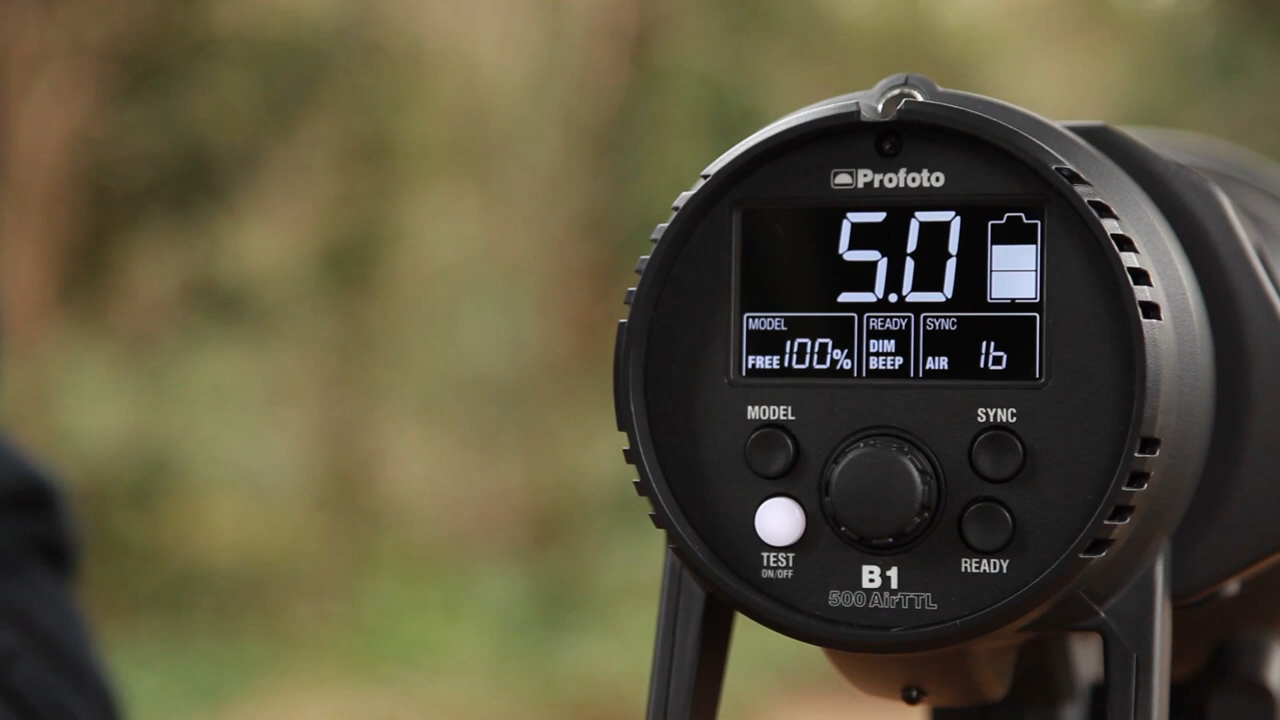 Profoto
5.0
MODEL
FREE 100%
READY
DIM
BEEP
SYNC
AIR 1b
MODEL
SYNC
TEST
ON/OFF
READY
B1
500 AirTTL